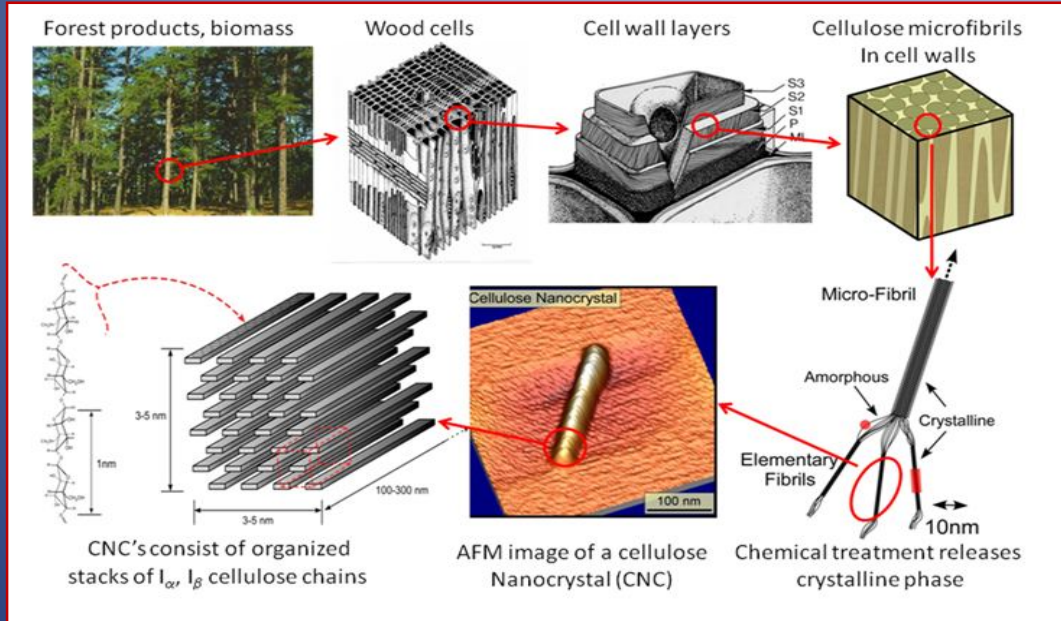 Forest products, biomass
Wood cells
Cell wall layers
Cellulose microfibrils
In cell walls
S3
S2
S1
P
ML
Micro-Fibril
Amorphous
Crystalline
Elementary
Fibrils
10nm
Chemical treatment releases
crystalline phase
Cellulose Nanocrystal
100 nm
AFM image of a cellulose
Nanocrystal (CNC)
3-5 nm
100-300 nm
3-5 nm
1nm
CNC's consist of organized
stacks of Iα, Iβ cellulose chains